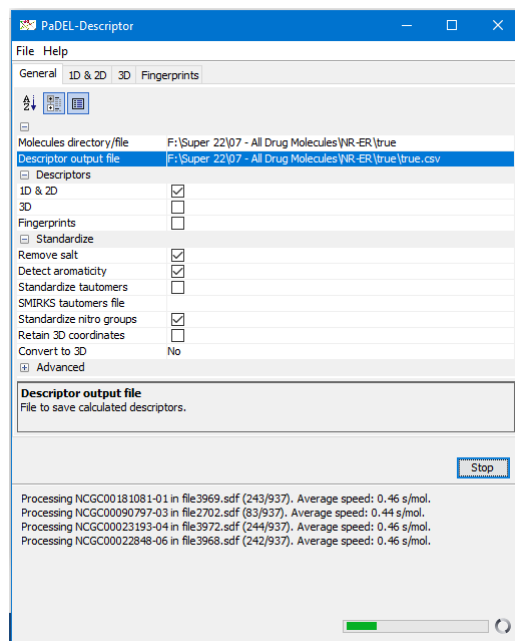 PaDEL-Descriptor
File Help
General 1D & 2D 3D Fingerprints
Molecules directory/file F:\Super 22\07 - All Drug Molecules\NR-ER\true
Descriptor output file F:\Super 22\07 - All Drug Molecules\NR-ER\true\true.csv
Descriptors
1D & 2D
3D
Fingerprints
Standardize
Remove salt
Detect aromaticity
Standardize tautomers
SMIRKS tautomers file
Standardize nitro groups
Retain 3D coordinates
Convert to 3D No
Advanced
Descriptor output file
File to save calculated descriptors.
Stop
Processing NCGC00181081-01 in file3969.sdf (243/937). Average speed: 0.46 s/mol.
Processing NCGC00090797-03 in file2702.sdf (83/937). Average speed: 0.44 s/mol.
Processing NCGC00023193-04 in file3972.sdf (244/937). Average speed: 0.46 s/mol.
Processing NCGC00022848-06 in file3968.sdf (242/937). Average speed: 0.46 s/mol.